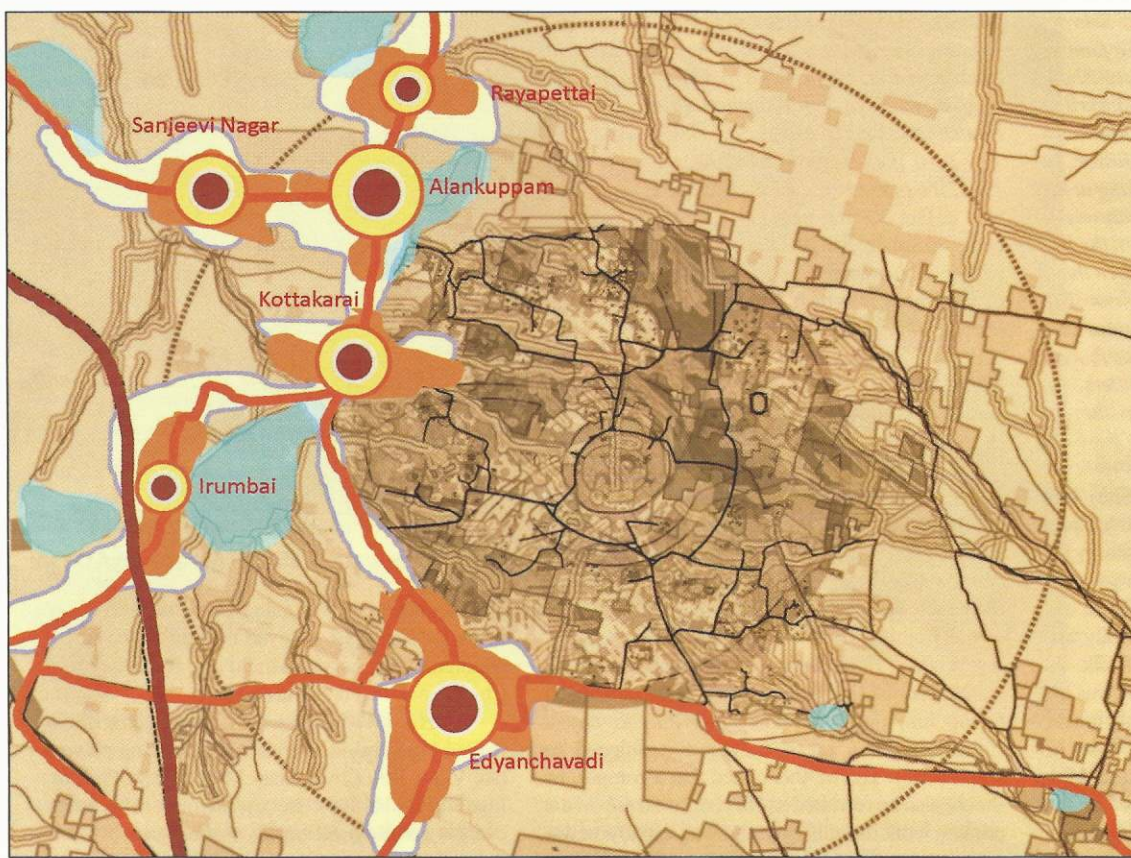 Rayapettai
Sanjeevi Nagar
Alankuppam
Kottakarai
Irumbai
Edyanchavadi